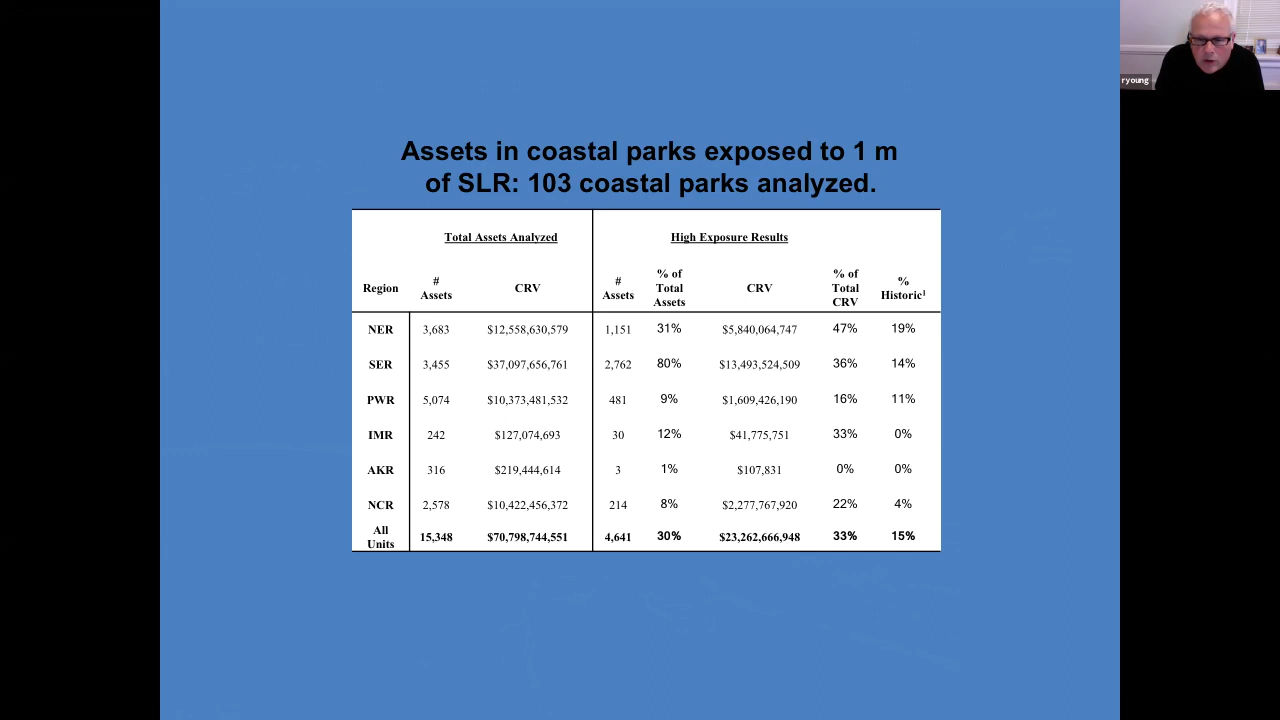 ryoung
Assets in coastal parks exposed to 1 m
of SLR: 103 coastal parks analyzed.
Total Assets Analyzed High Exposure Results
Region # Assets CRV # Assets % of Total Assets CRV % of Total CRV % Historic¹
NER 3,683 $12,558,630,579 1,151 31% $5,840,064,747 47% 19%
SER 3,455 $37,097,656,761 2,762 80% $13,493,524,509 36% 14%
PWR 5,074 $10,373,481,532 481 9% $1,609,426,190 16% 11%
IMR 242 $127,074,693 30 12% $41,775,751 33% 0%
AKR 316 $219,444,614 3 1% $107,831 0% 0%
NCR 2,578 $10,422,456,372 214 8% $2,277,767,920 22% 4%
All Units 15,348 $70,798,744,551 4,641 30% $23,262,666,948 33% 15%